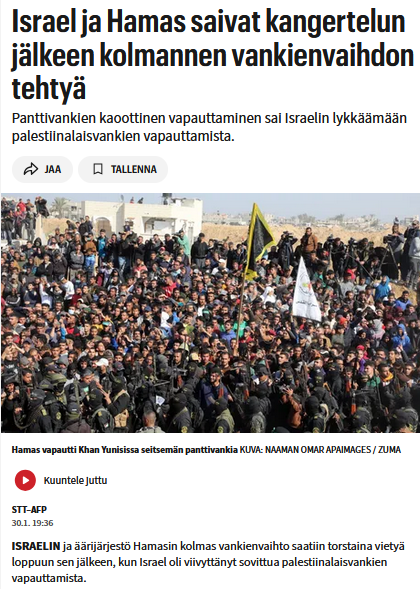 Israel ja Hamas saivat kangertelun
jälkeen kolmannen vankienvaihdon
tehtyä
Panttivankien kaoottinen vapauttaminen sai Israelin lykkäämään
palestiinalaisvankien vapauttamista.
JAA
TALLENNA
Hamas vapautti Khan Yunisissa seitsemän panttivankia KUVA: NAAMAN OMAR APAIMAGES / ZUMA
Kuuntele juttu
STT-AFP
30.1. 19:36
ISRAELIN ja äärijärjestö Hamasin kolmas vankienvaihto saatiin torstaina vietyä
loppuun sen jälkeen, kun Israel oli viivyttänyt sovittua palestiinalaisvankien
vapauttamista.